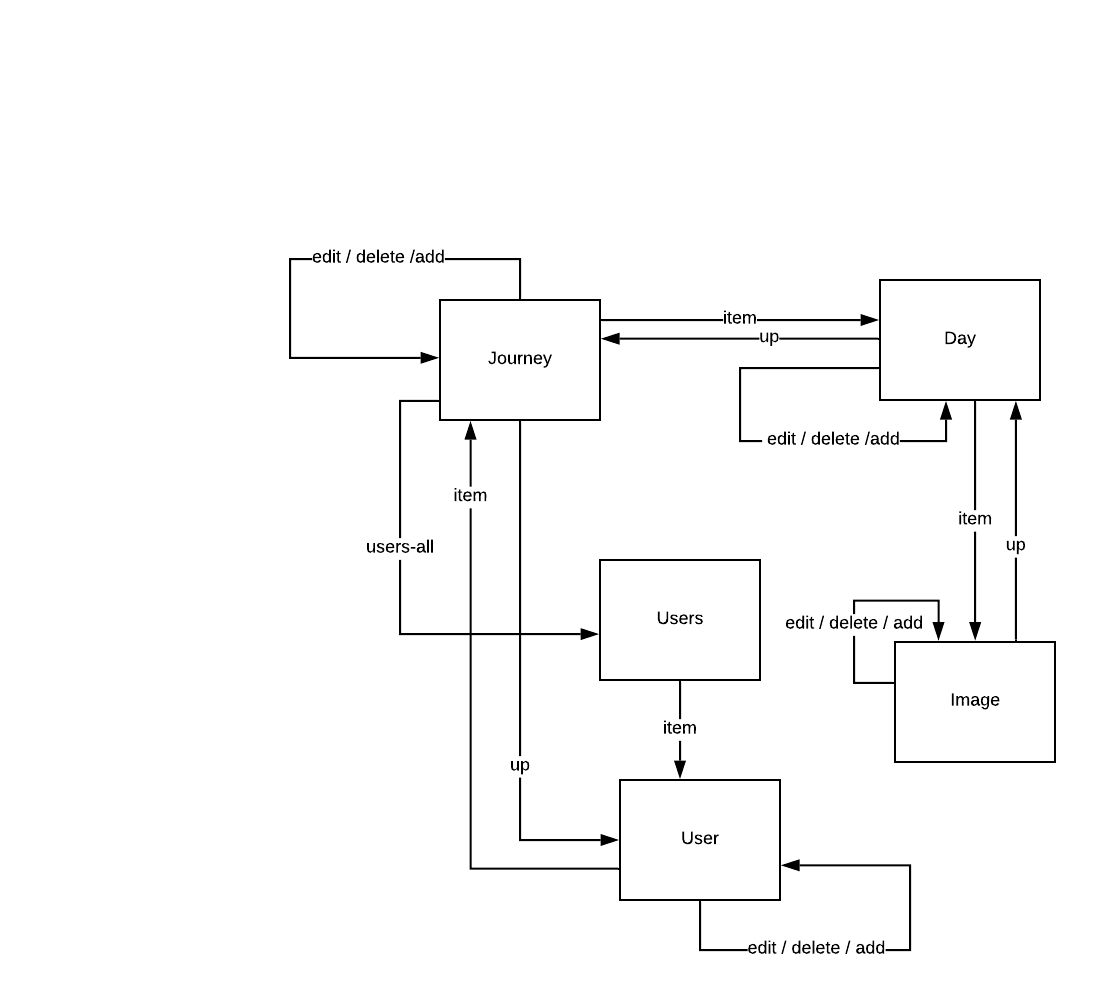 edit / delete /add
item
up
Day
Journey
edit / delete /add
item
item
up
users-all
Users
edit / delete / add
Image
item
up
User
edit / delete / add